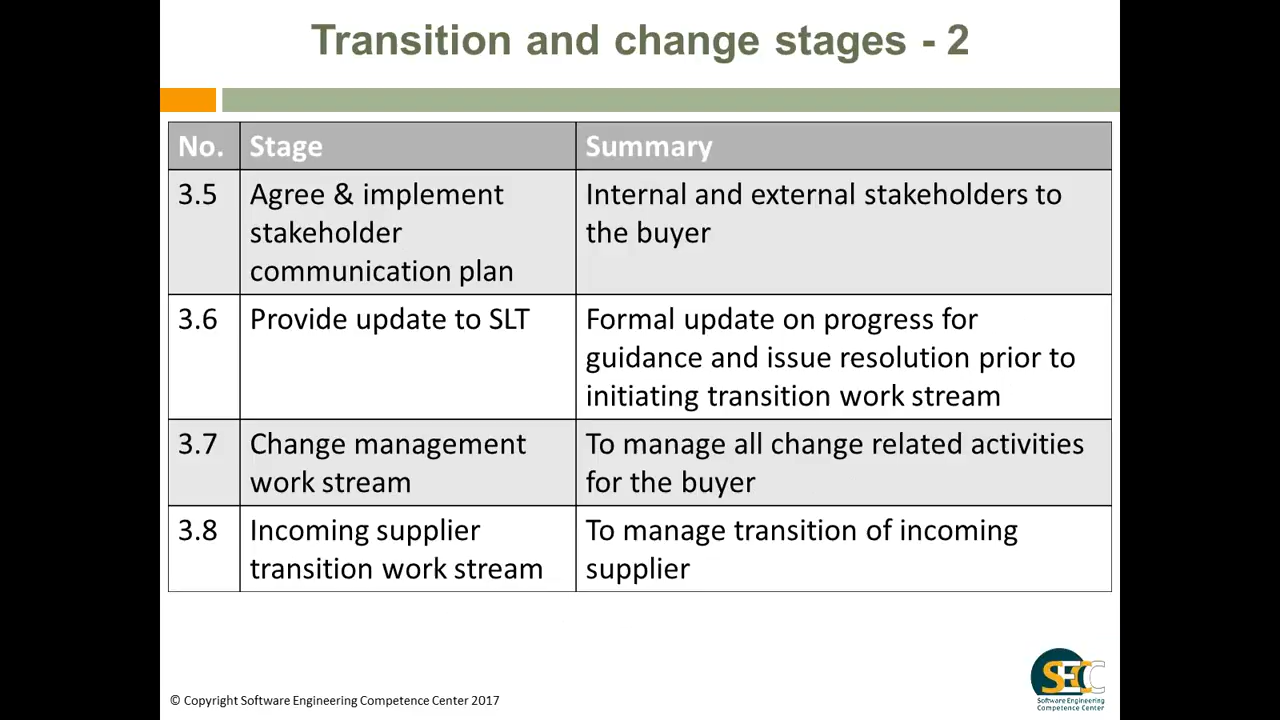 Transition and change stages - 2
No. Stage Summary
3.5 Agree & implement Internal and external stakeholders to
stakeholder the buyer
communication plan
3.6 Provide update to SLT Formal update on progress for
guidance and issue resolution prior to
initiating transition work stream
3.7 Change management To manage all change related activities
work stream for the buyer
3.8 Incoming supplier To manage transition of incoming
transition work stream supplier
SECC
Software Engineering
Competence Center
© Copyright Software Engineering Competence Center 2017